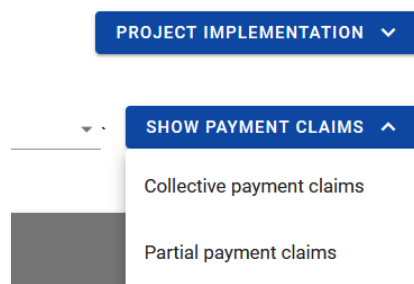 PROJECT IMPLEMENTATION
SHOW PAYMENT CLAIMS
Collective payment claims
Partial payment claims